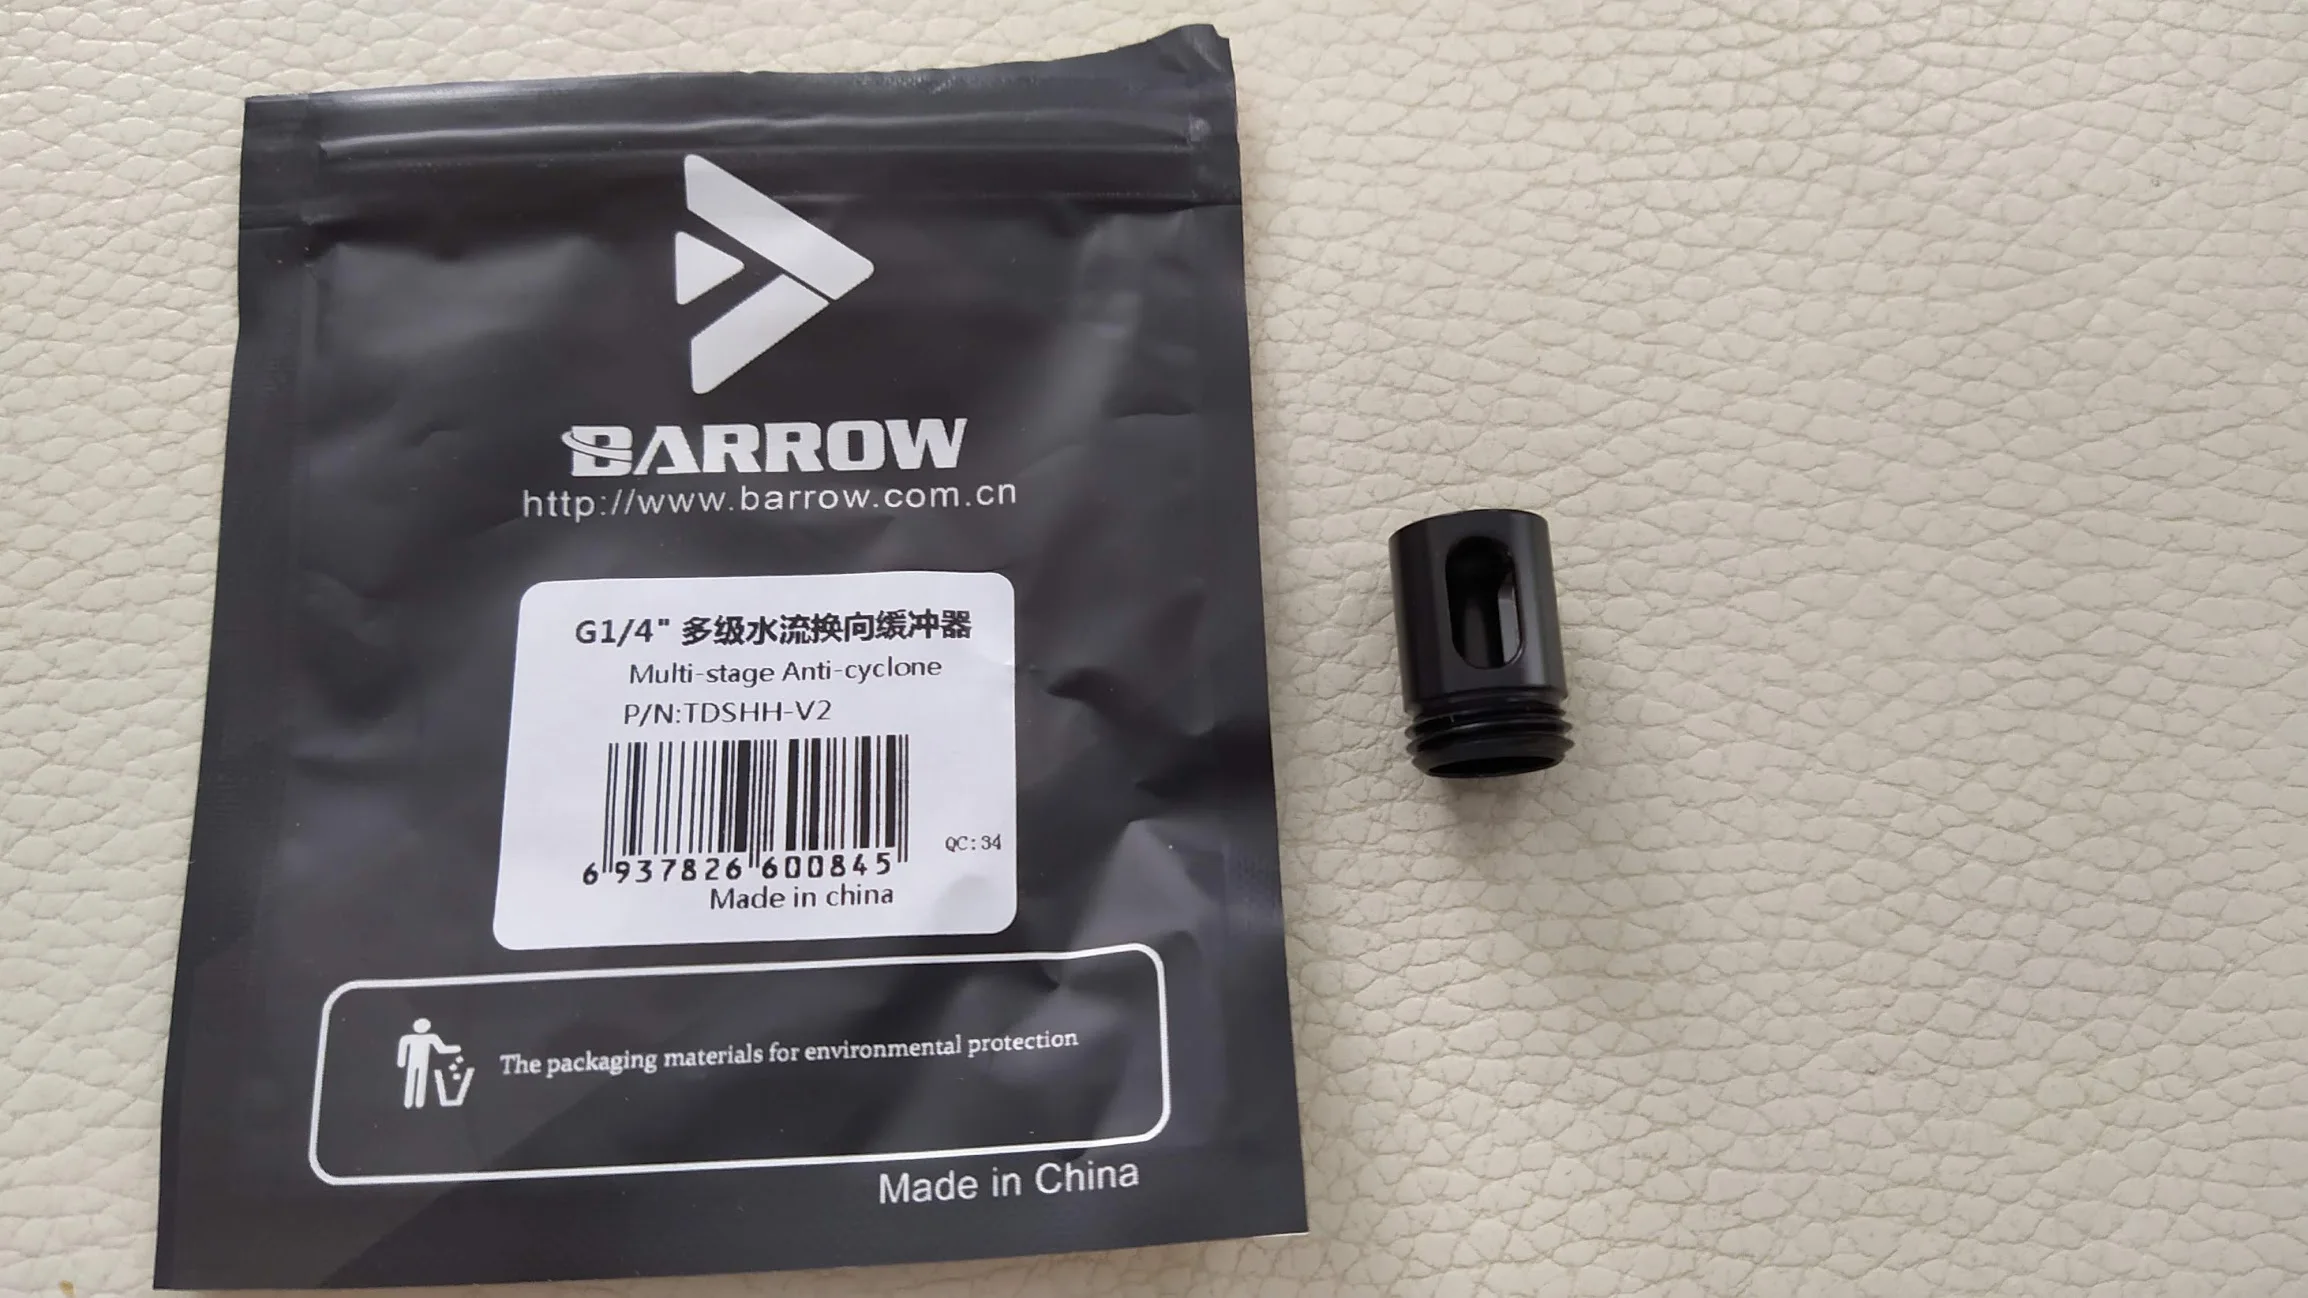 BARROW
http://www.barrow.com.cn
G1/4" 多级水流换向缓冲器
Multi-stage Anti-cyclone
P/N:TDSHH-V2
QC:34
6 937826 600845
Made in china
The packaging materials for environmental protection
Made in China